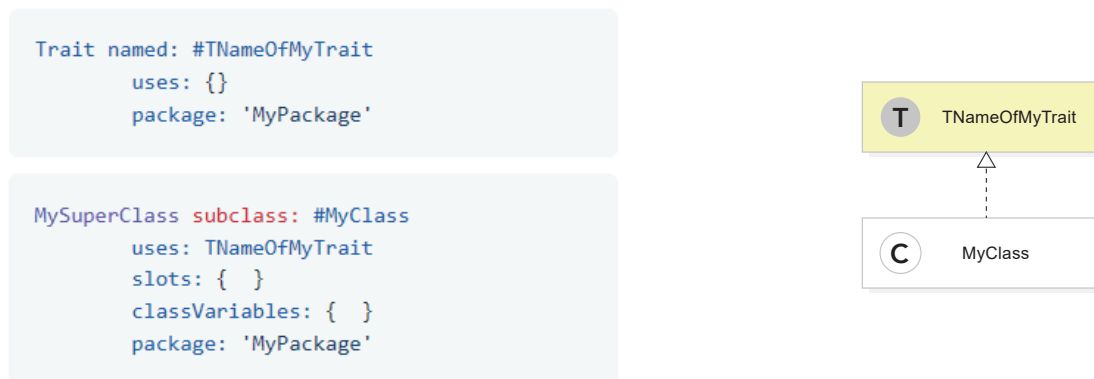 Trait named: #TNameOfMyTrait
uses: {}
package: 'MyPackage'
MySuperClass subclass: #MyClass
uses: TNameOfMyTrait
slots: {  }
classVariables: {  }
package: 'MyPackage'
T TNameOfMyTrait
C MyClass